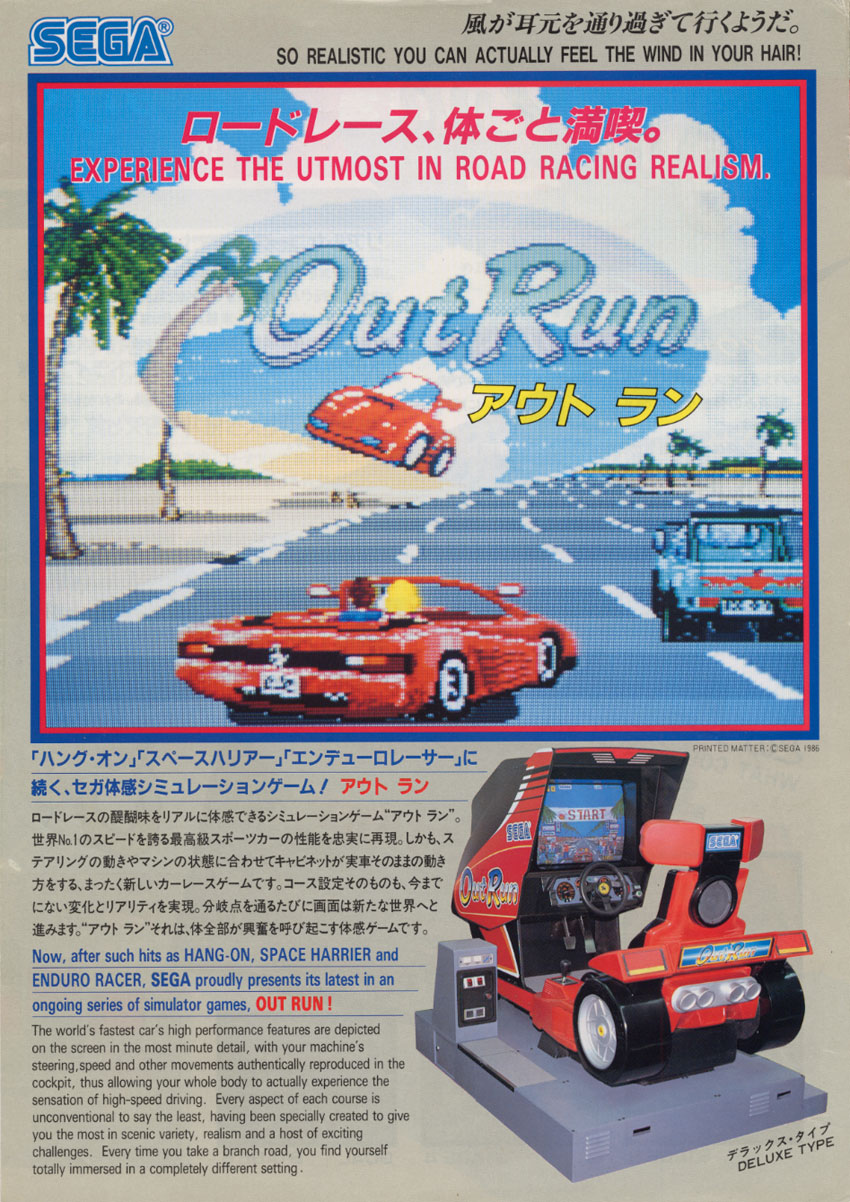 SEGA®
風が耳元を通り過ぎて行くようだ。
SO REALISTIC YOU CAN ACTUALLY FEEL THE WIND IN YOUR HAIR!
ロードレース、体ごと満喫。
EXPERIENCE THE UTMOST IN ROAD RACING REALISM.
OutRun
アウト ラン
PRINTED MATTER:©SEGA 1986
「ハング・オン」「スペースハリアー」「エンデューロレーサー」に
続く、セガ体感シミュレーションゲーム! アウト ラン
ロードレースの醍醐味をリアルに体感できるシミュレーションゲーム“アウト ラン”。
世界No.1のスピードを誇る最高級スポーツカーの性能を忠実に再現。しかも、ス
テアリングの動きやマシンの状態に合わせてキャビネットが実車そのままの動き
方をする、まったく新しいカーレースゲームです。コース設定そのものも、今まで
にない変化とリアリティを実現。分岐点を通るたびに画面は新たな世界へと
進みます。“アウト ラン”それは、体全部が興奮を呼び起こす体感ゲームです。
Now, after such hits as HANG-ON, SPACE HARRIER and
ENDURO RACER, SEGA proudly presents its latest in an
ongoing series of simulator games, OUT RUN !
The world's fastest car's high performance features are depicted
on the screen in the most minute detail, with your machine's
steering,speed and other movements authentically reproduced in the
cockpit, thus allowing your whole body to actually experience the
sensation of high-speed driving. Every aspect of each course is
unconventional to say the least, having been specially created to give
you the most in scenic variety, realism and a host of exciting
challenges. Every time you take a branch road, you find yourself
totally immersed in a completely different setting.
START
SEGA
OutRun
SEGA
OutRun
デラックス・タイプ
DELUXE TYPE